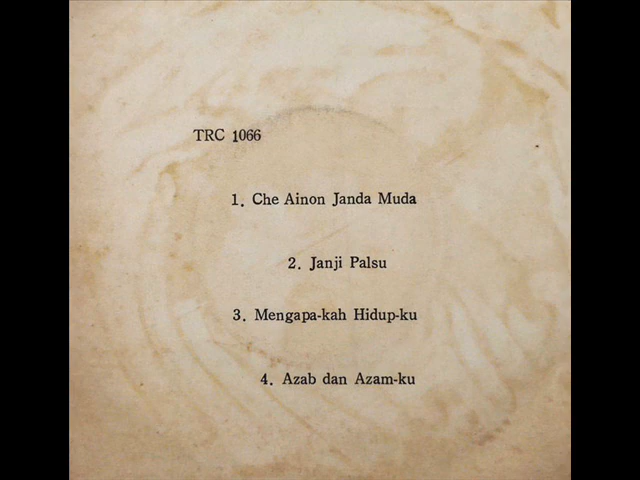 TRC 1066
1. Che Ainon Janda Muda
2. Janji Palsu
3. Mengapa-kah Hidup-ku
4. Azab dan Azam-ku